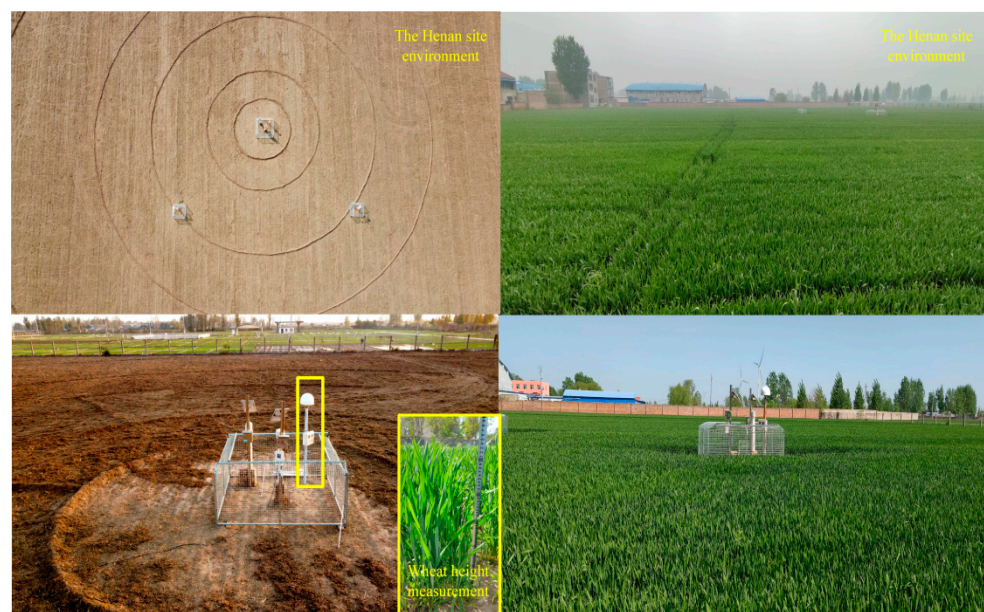 The Henan site
environment
The Henan site
environment
Wheat height
measurement